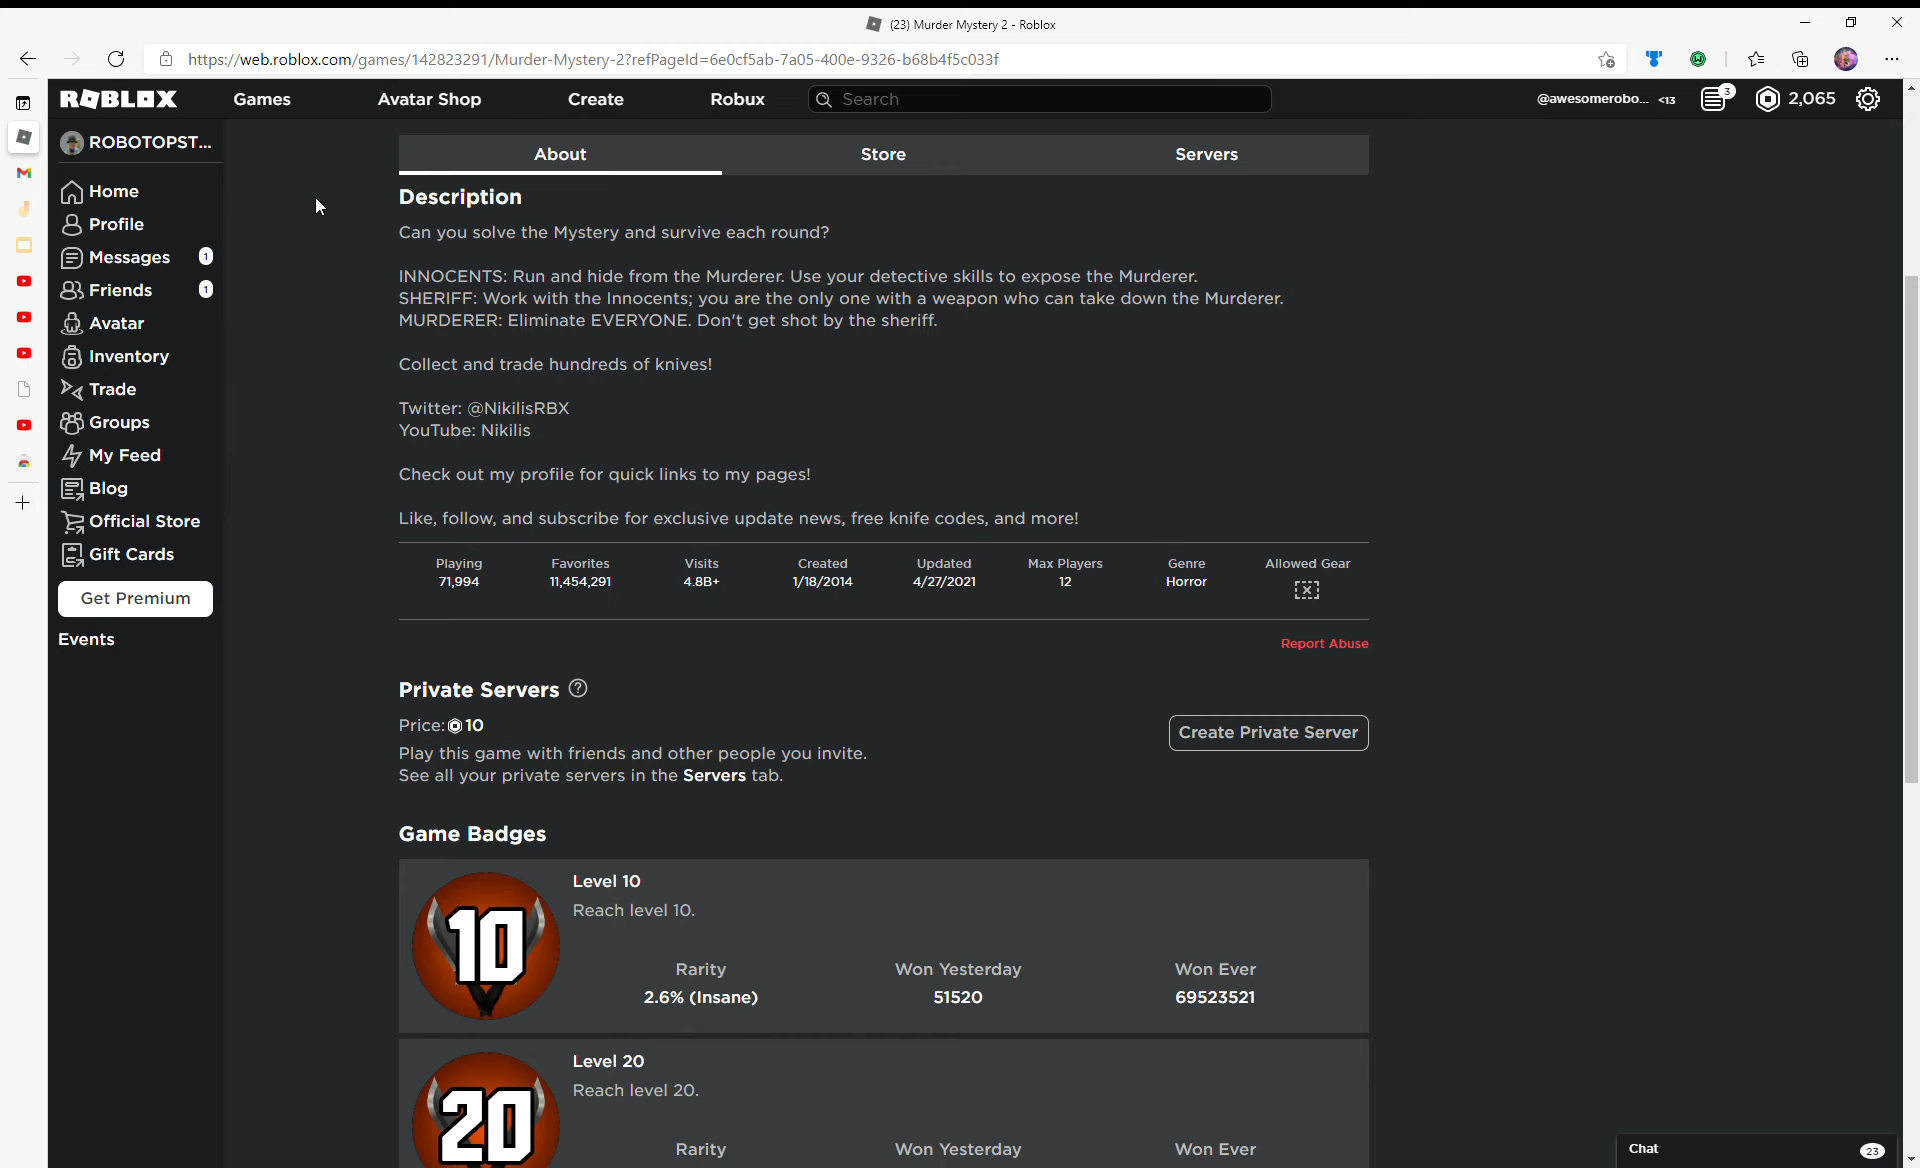 (23) Murder Mystery 2 - Roblox
https://web.roblox.com/games/142823291/Murder-Mystery-2?refPageId=6e0cf5ab-7a05-400e-9326-b68b4f5c033f
ROBLOX Games Avatar Shop Create Robux Search @awesomerobo... <13 3 2,065
ROBOTOPST...
Home
Profile
Messages 1
Friends 1
Avatar
Inventory
Trade
Groups
My Feed
Blog
Official Store
Gift Cards
Get Premium
Events
About Store Servers
Description
Can you solve the Mystery and survive each round?
INNOCENTS: Run and hide from the Murderer. Use your detective skills to expose the Murderer.
SHERIFF: Work with the Innocents; you are the only one with a weapon who can take down the Murderer.
MURDERER: Eliminate EVERYONE. Don't get shot by the sheriff.
Collect and trade hundreds of knives!
Twitter: @NikilisRBX
YouTube: Nikilis
Check out my profile for quick links to my pages!
Like, follow, and subscribe for exclusive update news, free knife codes, and more!
Playing Favorites Visits Created Updated Max Players Genre Allowed Gear
71,994 11,454,291 4.8B+ 1/18/2014 4/27/2021 12 Horror
Report Abuse
Private Servers
Price: 10
Create Private Server
Play this game with friends and other people you invite.
See all your private servers in the Servers tab.
Game Badges
10
Level 10
Reach level 10.
Rarity Won Yesterday Won Ever
2.6% (Insane) 51520 69523521
20
Level 20
Reach level 20.
Rarity Won Yesterday Won Ever
Chat 23